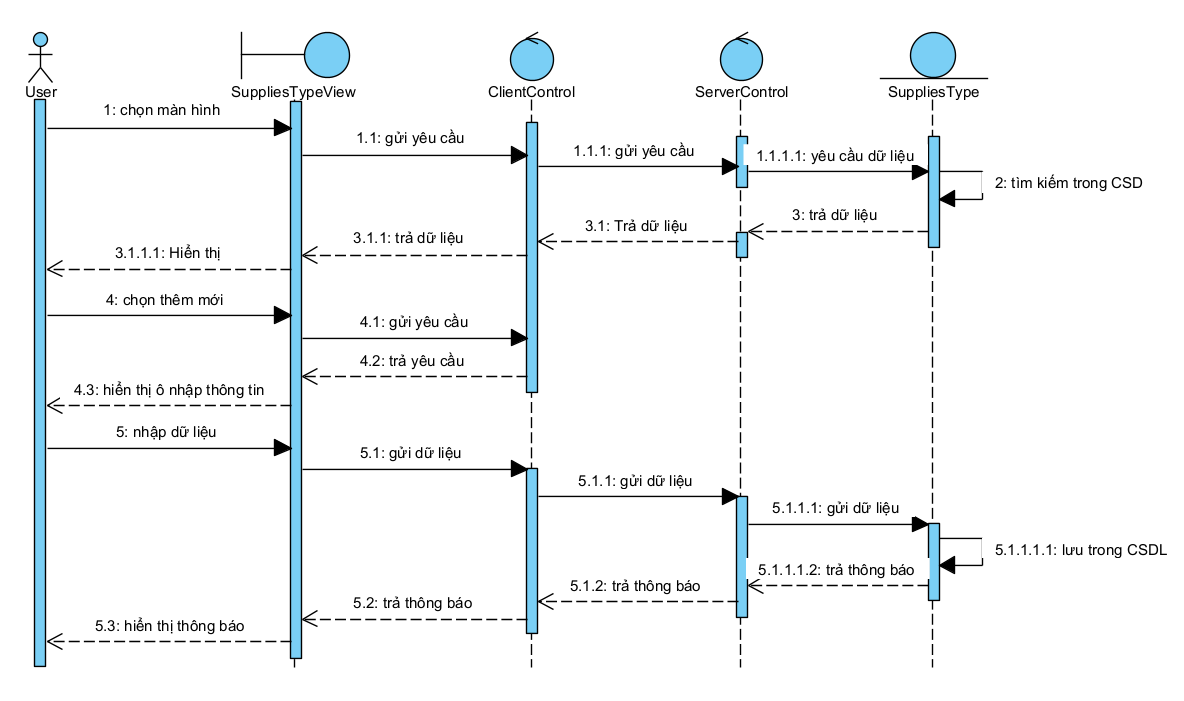 User
SuppliesTypeView
ClientControl
ServerControl
SuppliesType
1: chọn màn hình
1.1: gửi yêu cầu
1.1.1: gửi yêu cầu
1.1.1.1: yêu cầu dữ liệu
2: tìm kiếm trong CSD
3: trả dữ liệu
3.1: Trả dữ liệu
3.1.1: trả dữ liệu
3.1.1.1: Hiển thị
4: chọn thêm mới
4.1: gửi yêu cầu
4.2: trả yêu cầu
4.3: hiển thị ô nhập thông tin
5: nhập dữ liệu
5.1: gửi dữ liệu
5.1.1: gửi dữ liệu
5.1.1.1: gửi dữ liệu
5.1.1.1.1: lưu trong CSDL
5.1.1.1.2: trả thông báo
5.1.2: trả thông báo
5.2: trả thông báo
5.3: hiển thị thông báo